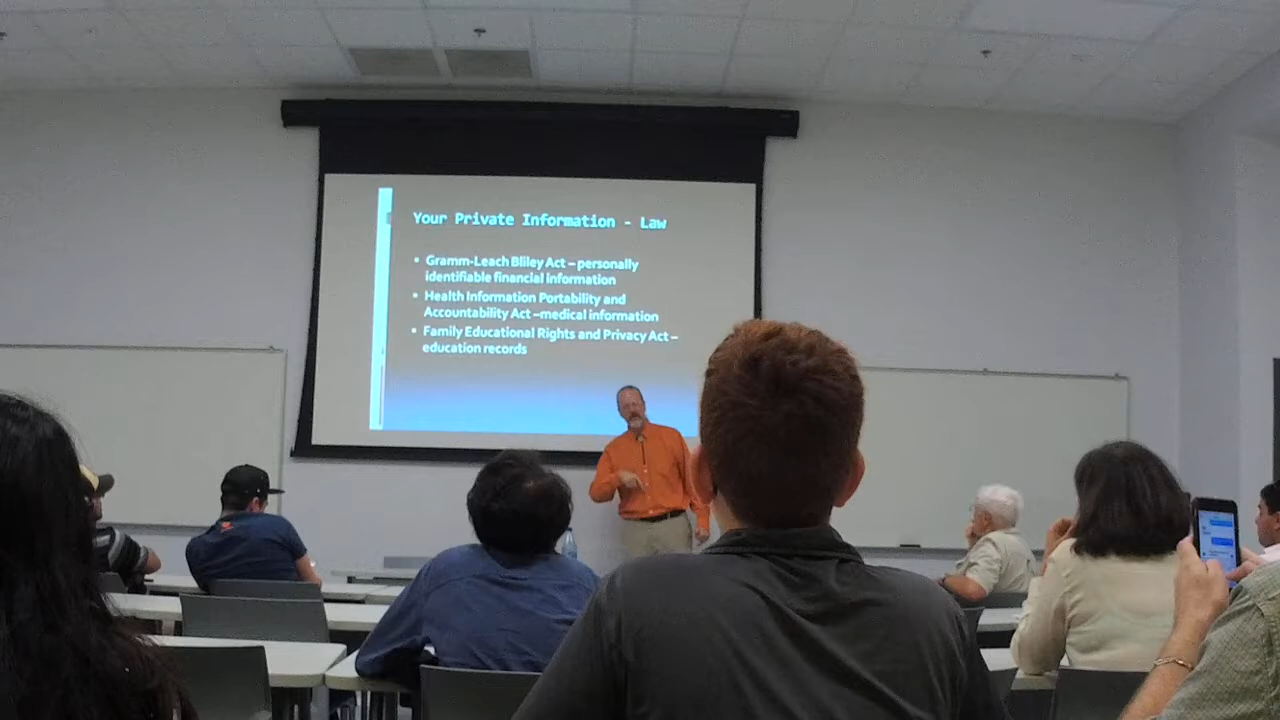 Your Private Information - Law
• Gramm-Leach Bliley Act – personally
identifiable financial information
• Health Information Portability and
Accountability Act –medical information
• Family Educational Rights and Privacy Act –
education records